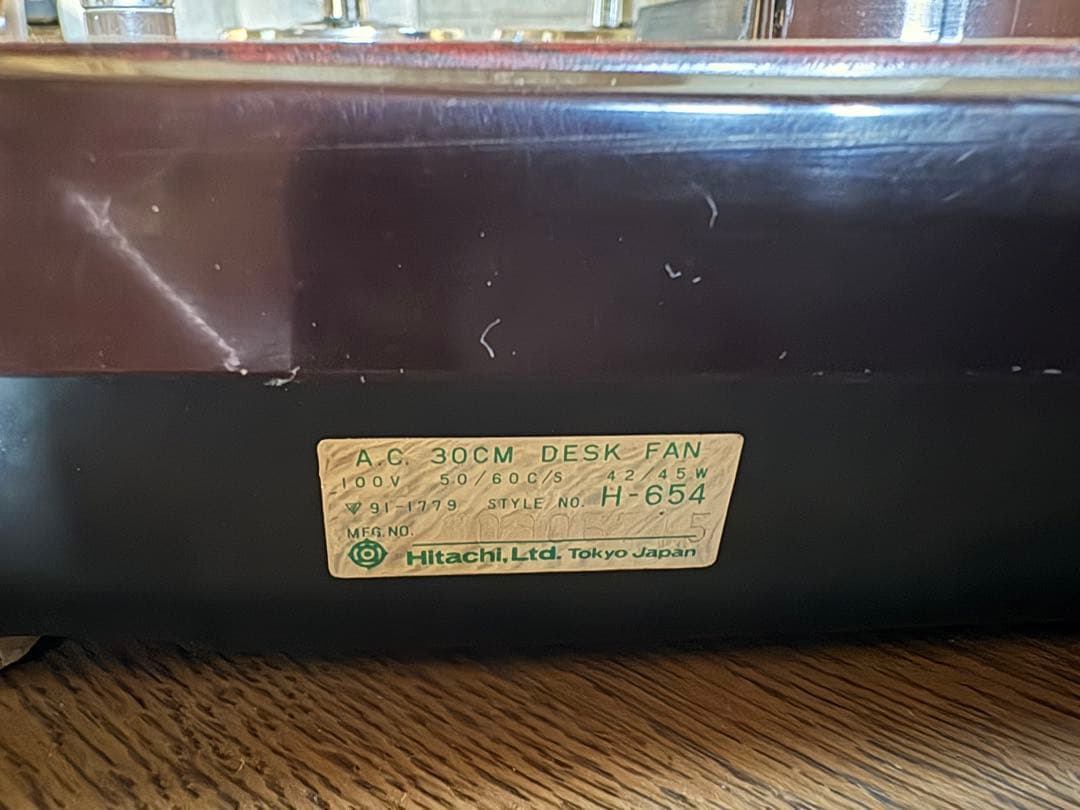 A.C. 30CM DESK FAN
100V 50/60C/S 42/45W
91-1779 STYLE NO. H-654
MFG.NO.
Hitachi, Ltd. Tokyo Japan